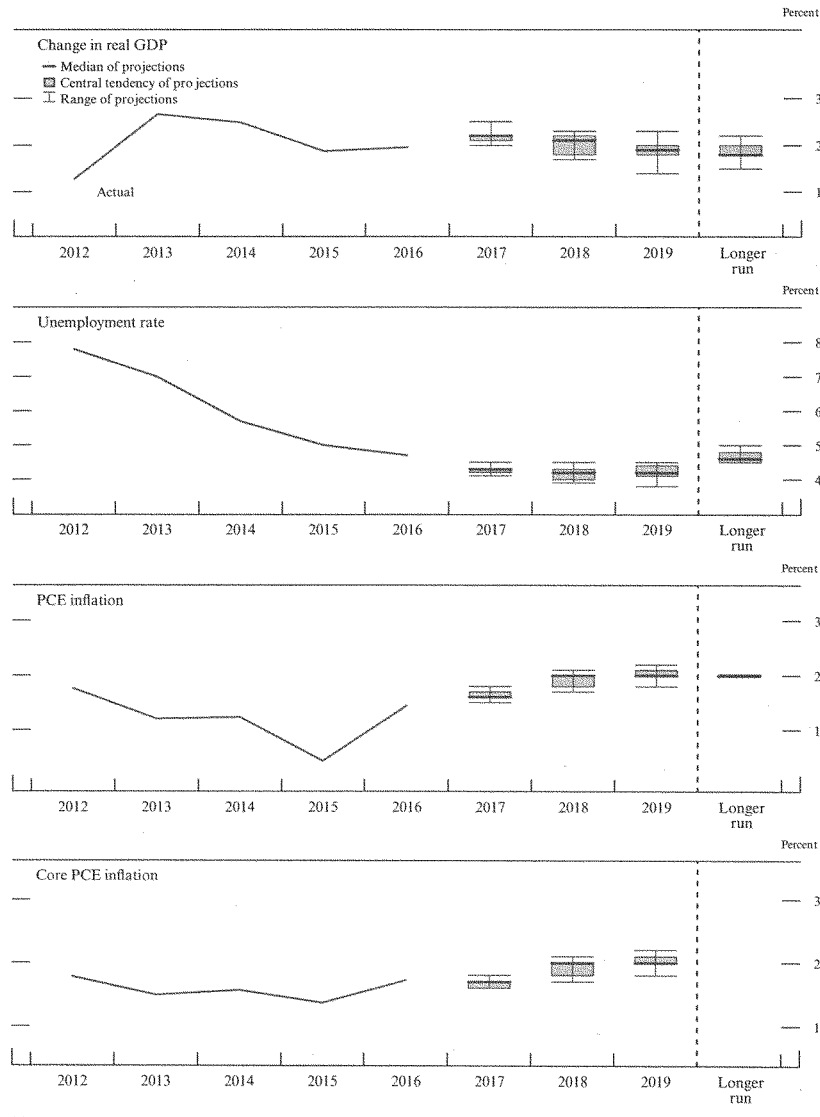 Percent
Change in real GDP
Median of projections
Central tendency of projections
Range of projections
3
2
1
Actual
2012 2013 2014 2015 2016 2017 2018 2019 Longer run
Percent
Unemployment rate
8
7
6
5
4
2012 2013 2014 2015 2016 2017 2018 2019 Longer run
Percent
PCE inflation
3
2
1
2012 2013 2014 2015 2016 2017 2018 2019 Longer run
Percent
Core PCE inflation
3
2
1
2012 2013 2014 2015 2016 2017 2018 2019 Longer run